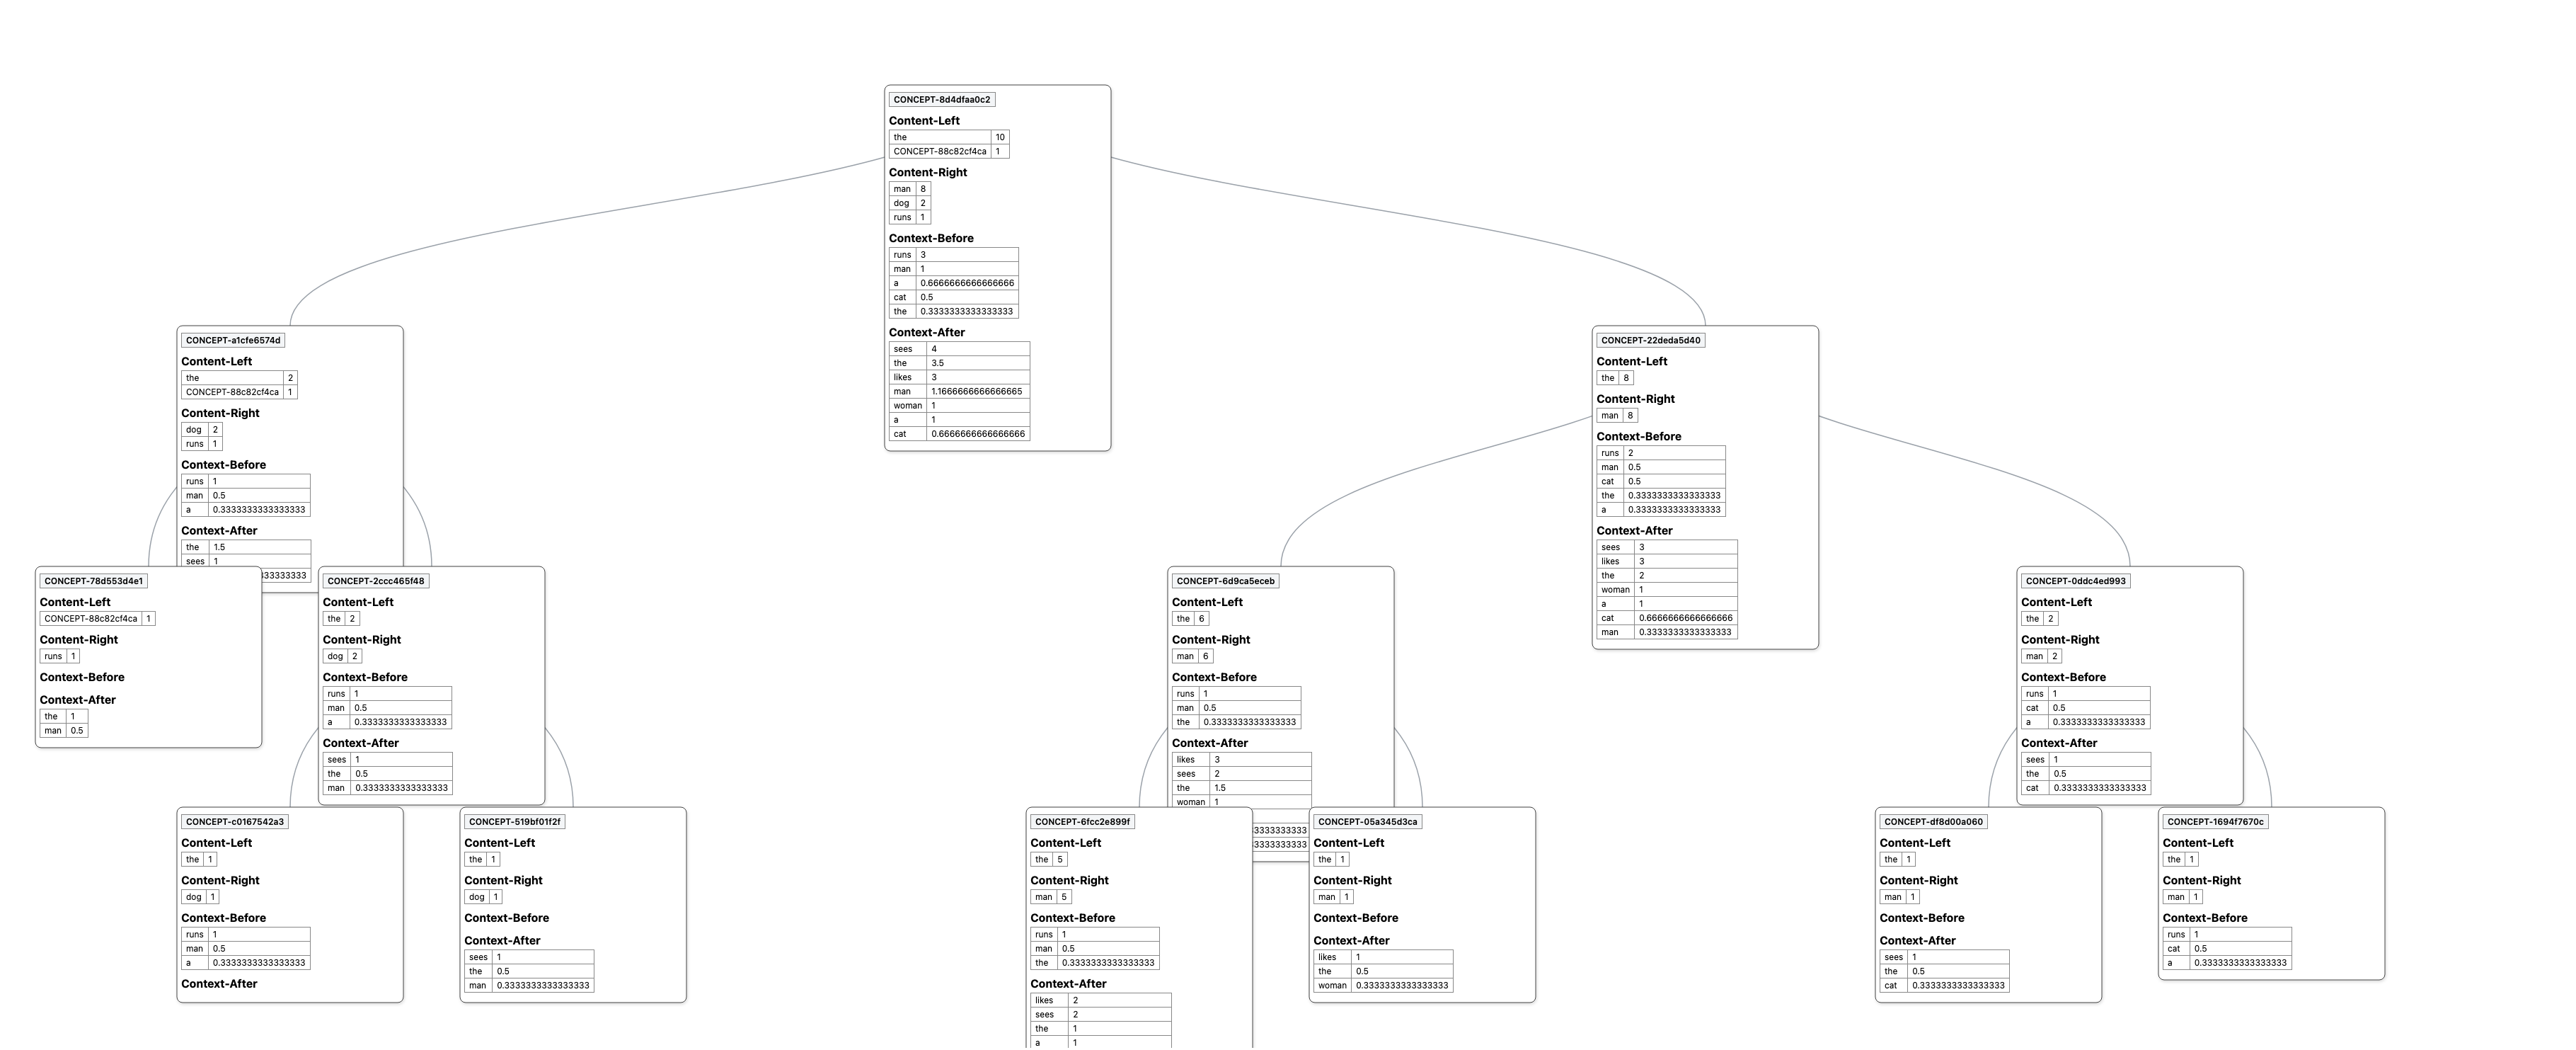 CONCEPT-8d4dfaa0c2
Content-Left
the 10
CONCEPT-88c82cf4ca 1
Content-Right
man 8
dog 2
runs 1
Context-Before
runs 3
man 1
a 0.6666666666666666
cat 0.5
the 0.3333333333333333
Context-After
sees 4
the 3.5
likes 3
man 1.1666666666666665
woman 1
a 1
cat 0.6666666666666666
CONCEPT-a1cfe6574d
Content-Left
the 2
CONCEPT-88c82cf4ca 1
Content-Right
dog 2
runs 1
Context-Before
runs 1
man 0.5
a 0.3333333333333333
Context-After
the 1.5
sees 1
33333333
CONCEPT-22deda5d40
Content-Left
the 8
Content-Right
man 8
Context-Before
runs 2
man 0.5
cat 0.5
the 0.3333333333333333
a 0.3333333333333333
Context-After
sees 3
likes 3
the 2
woman 1
a 1
cat 0.6666666666666666
man 0.3333333333333333
CONCEPT-78d553d4e1
Content-Left
CONCEPT-88c82cf4ca 1
Content-Right
runs 1
Context-Before
Context-After
the 1
man 0.5
CONCEPT-2ccc465f48
Content-Left
the 2
Content-Right
dog 2
Context-Before
runs 1
man 0.5
a 0.3333333333333333
Context-After
sees 1
the 0.5
man 0.3333333333333333
CONCEPT-6d9ca5eceb
Content-Left
the 6
Content-Right
man 6
Context-Before
runs 1
man 0.5
the 0.3333333333333333
Context-After
likes 3
sees 2
the 1.5
woman 1
3333333333
3333333333
CONCEPT-0ddc4ed993
Content-Left
the 2
Content-Right
man 2
Context-Before
runs 1
cat 0.5
a 0.3333333333333333
Context-After
sees 1
the 0.5
cat 0.3333333333333333
CONCEPT-c0167542a3
Content-Left
the 1
Content-Right
dog 1
Context-Before
runs 1
man 0.5
a 0.3333333333333333
Context-After
CONCEPT-519bf01f2f
Content-Left
the 1
Content-Right
dog 1
Context-Before
Context-After
sees 1
the 0.5
man 0.3333333333333333
CONCEPT-6fcc2e899f
Content-Left
the 5
Content-Right
man 5
Context-Before
runs 1
man 0.5
the 0.3333333333333333
Context-After
likes 2
sees 2
the 1
a 1
CONCEPT-05a345d3ca
Content-Left
the 1
Content-Right
man 1
Context-Before
Context-After
likes 1
the 0.5
woman 0.3333333333333333
CONCEPT-df8d00a060
Content-Left
the 1
Content-Right
man 1
Context-Before
Context-After
sees 1
the 0.5
cat 0.3333333333333333
CONCEPT-1694f7670c
Content-Left
the 1
Content-Right
man 1
Context-Before
runs 1
cat 0.5
a 0.3333333333333333